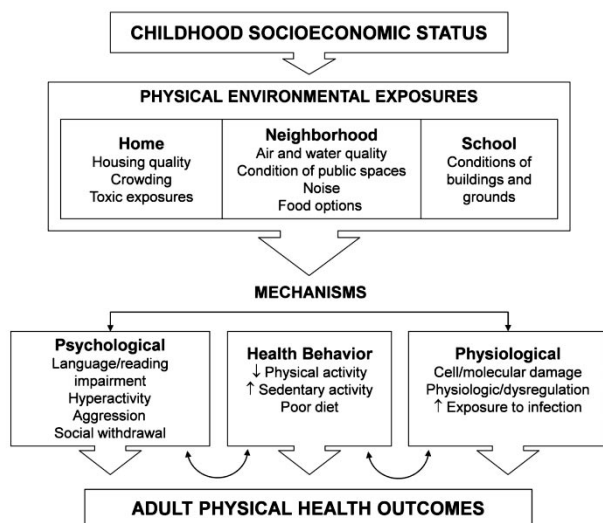 CHILDHOOD SOCIOECONOMIC STATUS
PHYSICAL ENVIRONMENTAL EXPOSURES
Home
Housing quality
Crowding
Toxic exposures
Neighborhood
Air and water quality
Condition of public spaces
Noise
Food options
School
Conditions of
buildings and
grounds
MECHANISMS
Psychological
Language/reading
impairment
Hyperactivity
Aggression
Social withdrawal
Health Behavior
↓ Physical activity
↑ Sedentary activity
Poor diet
Physiological
Cell/molecular damage
Physiologic/dysregulation
↑ Exposure to infection
ADULT PHYSICAL HEALTH OUTCOMES